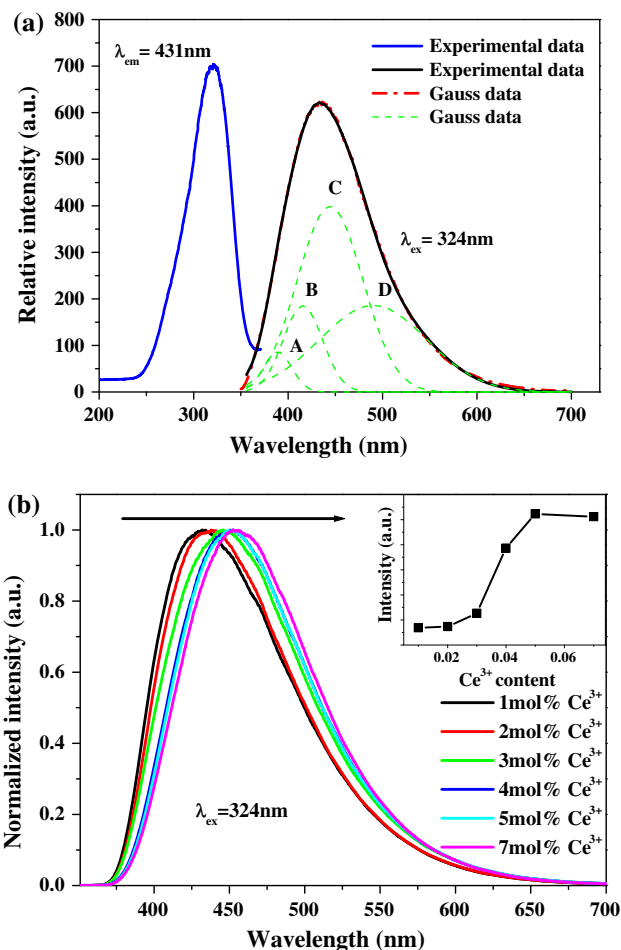 (a)
800
700
600
500
400
300
200
100
0
Relative intensity (a.u.)
λem = 431nm
Experimental data
Experimental data
Gauss data
Gauss data
C
λex= 324nm
B
D
A
200 300 400 500 600 700
Wavelength (nm)
(b)
1.0
0.8
0.6
0.4
0.2
0.0
Normalized intensity (a.u.)
Intensity (a.u.)
0.02 0.04 0.06
Ce³⁺ content
1mol% Ce³⁺
2mol% Ce³⁺
3mol% Ce³⁺
4mol% Ce³⁺
5mol% Ce³⁺
7mol% Ce³⁺
λex=324nm
400 450 500 550 600 650 700
Wavelength (nm)